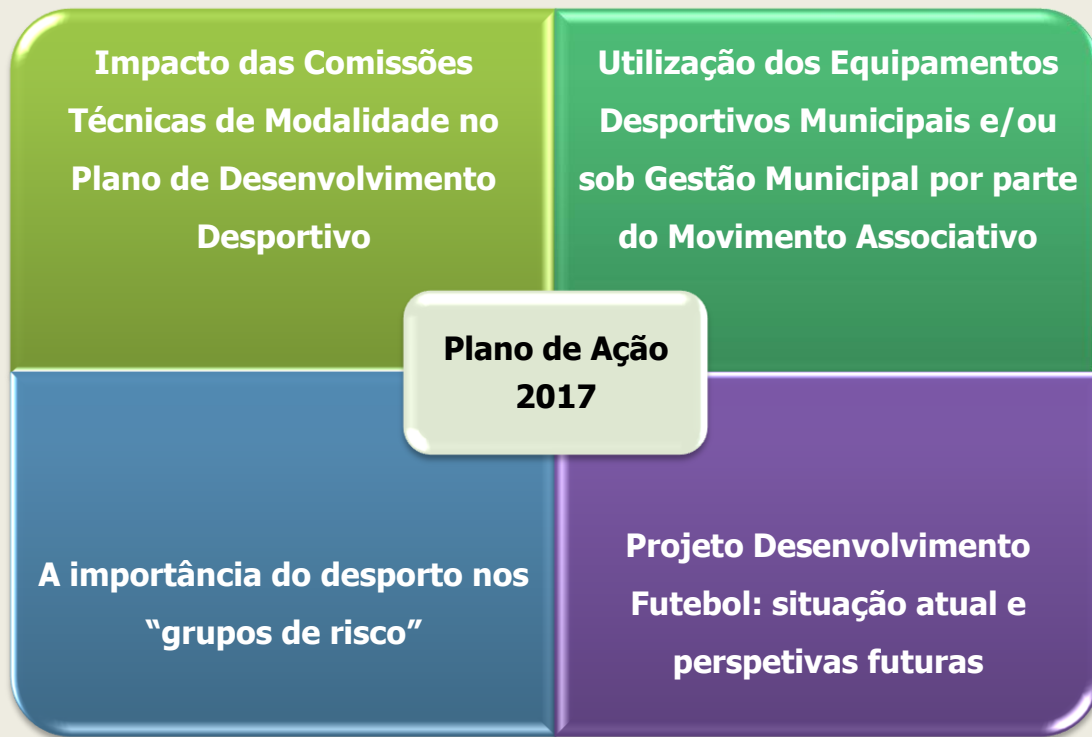 Impacto das Comissões
Técnicas de Modalidade no
Plano de Desenvolvimento
Desportivo
Utilização dos Equipamentos
Desportivos Municipais e/ou
sob Gestão Municipal por parte
do Movimento Associativo
Plano de Ação
2017
A importância do desporto nos
“grupos de risco”
Projeto Desenvolvimento
Futebol: situação atual e
perspetivas futuras